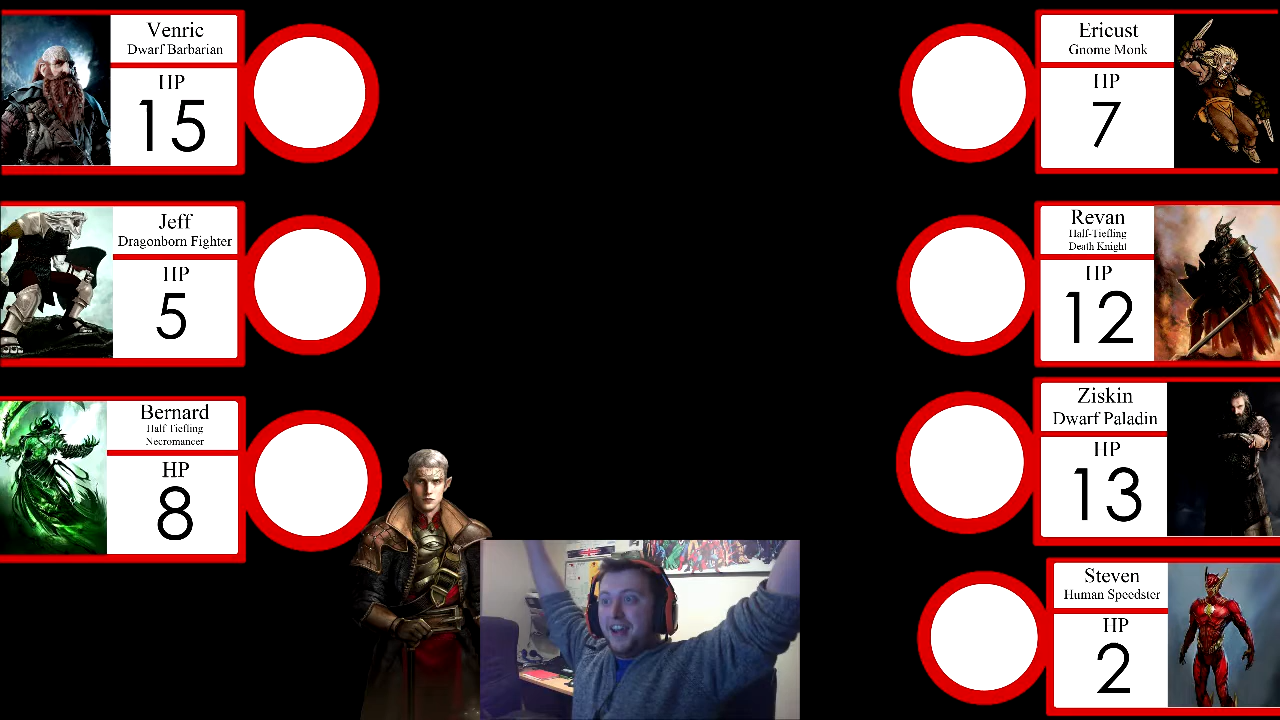 Venric
Dwarf Barbarian
HP
15
Jeff
Dragonborn Fighter
HP
5
Bernard
Half Tiefling
Necromancer
HP
8
Ericust
Gnome Monk
HP
7
Revan
Half-Tiefling
Death Knight
HP
12
Ziskin
Dwarf Paladin
HP
13
Steven
Human Speedster
HP
2